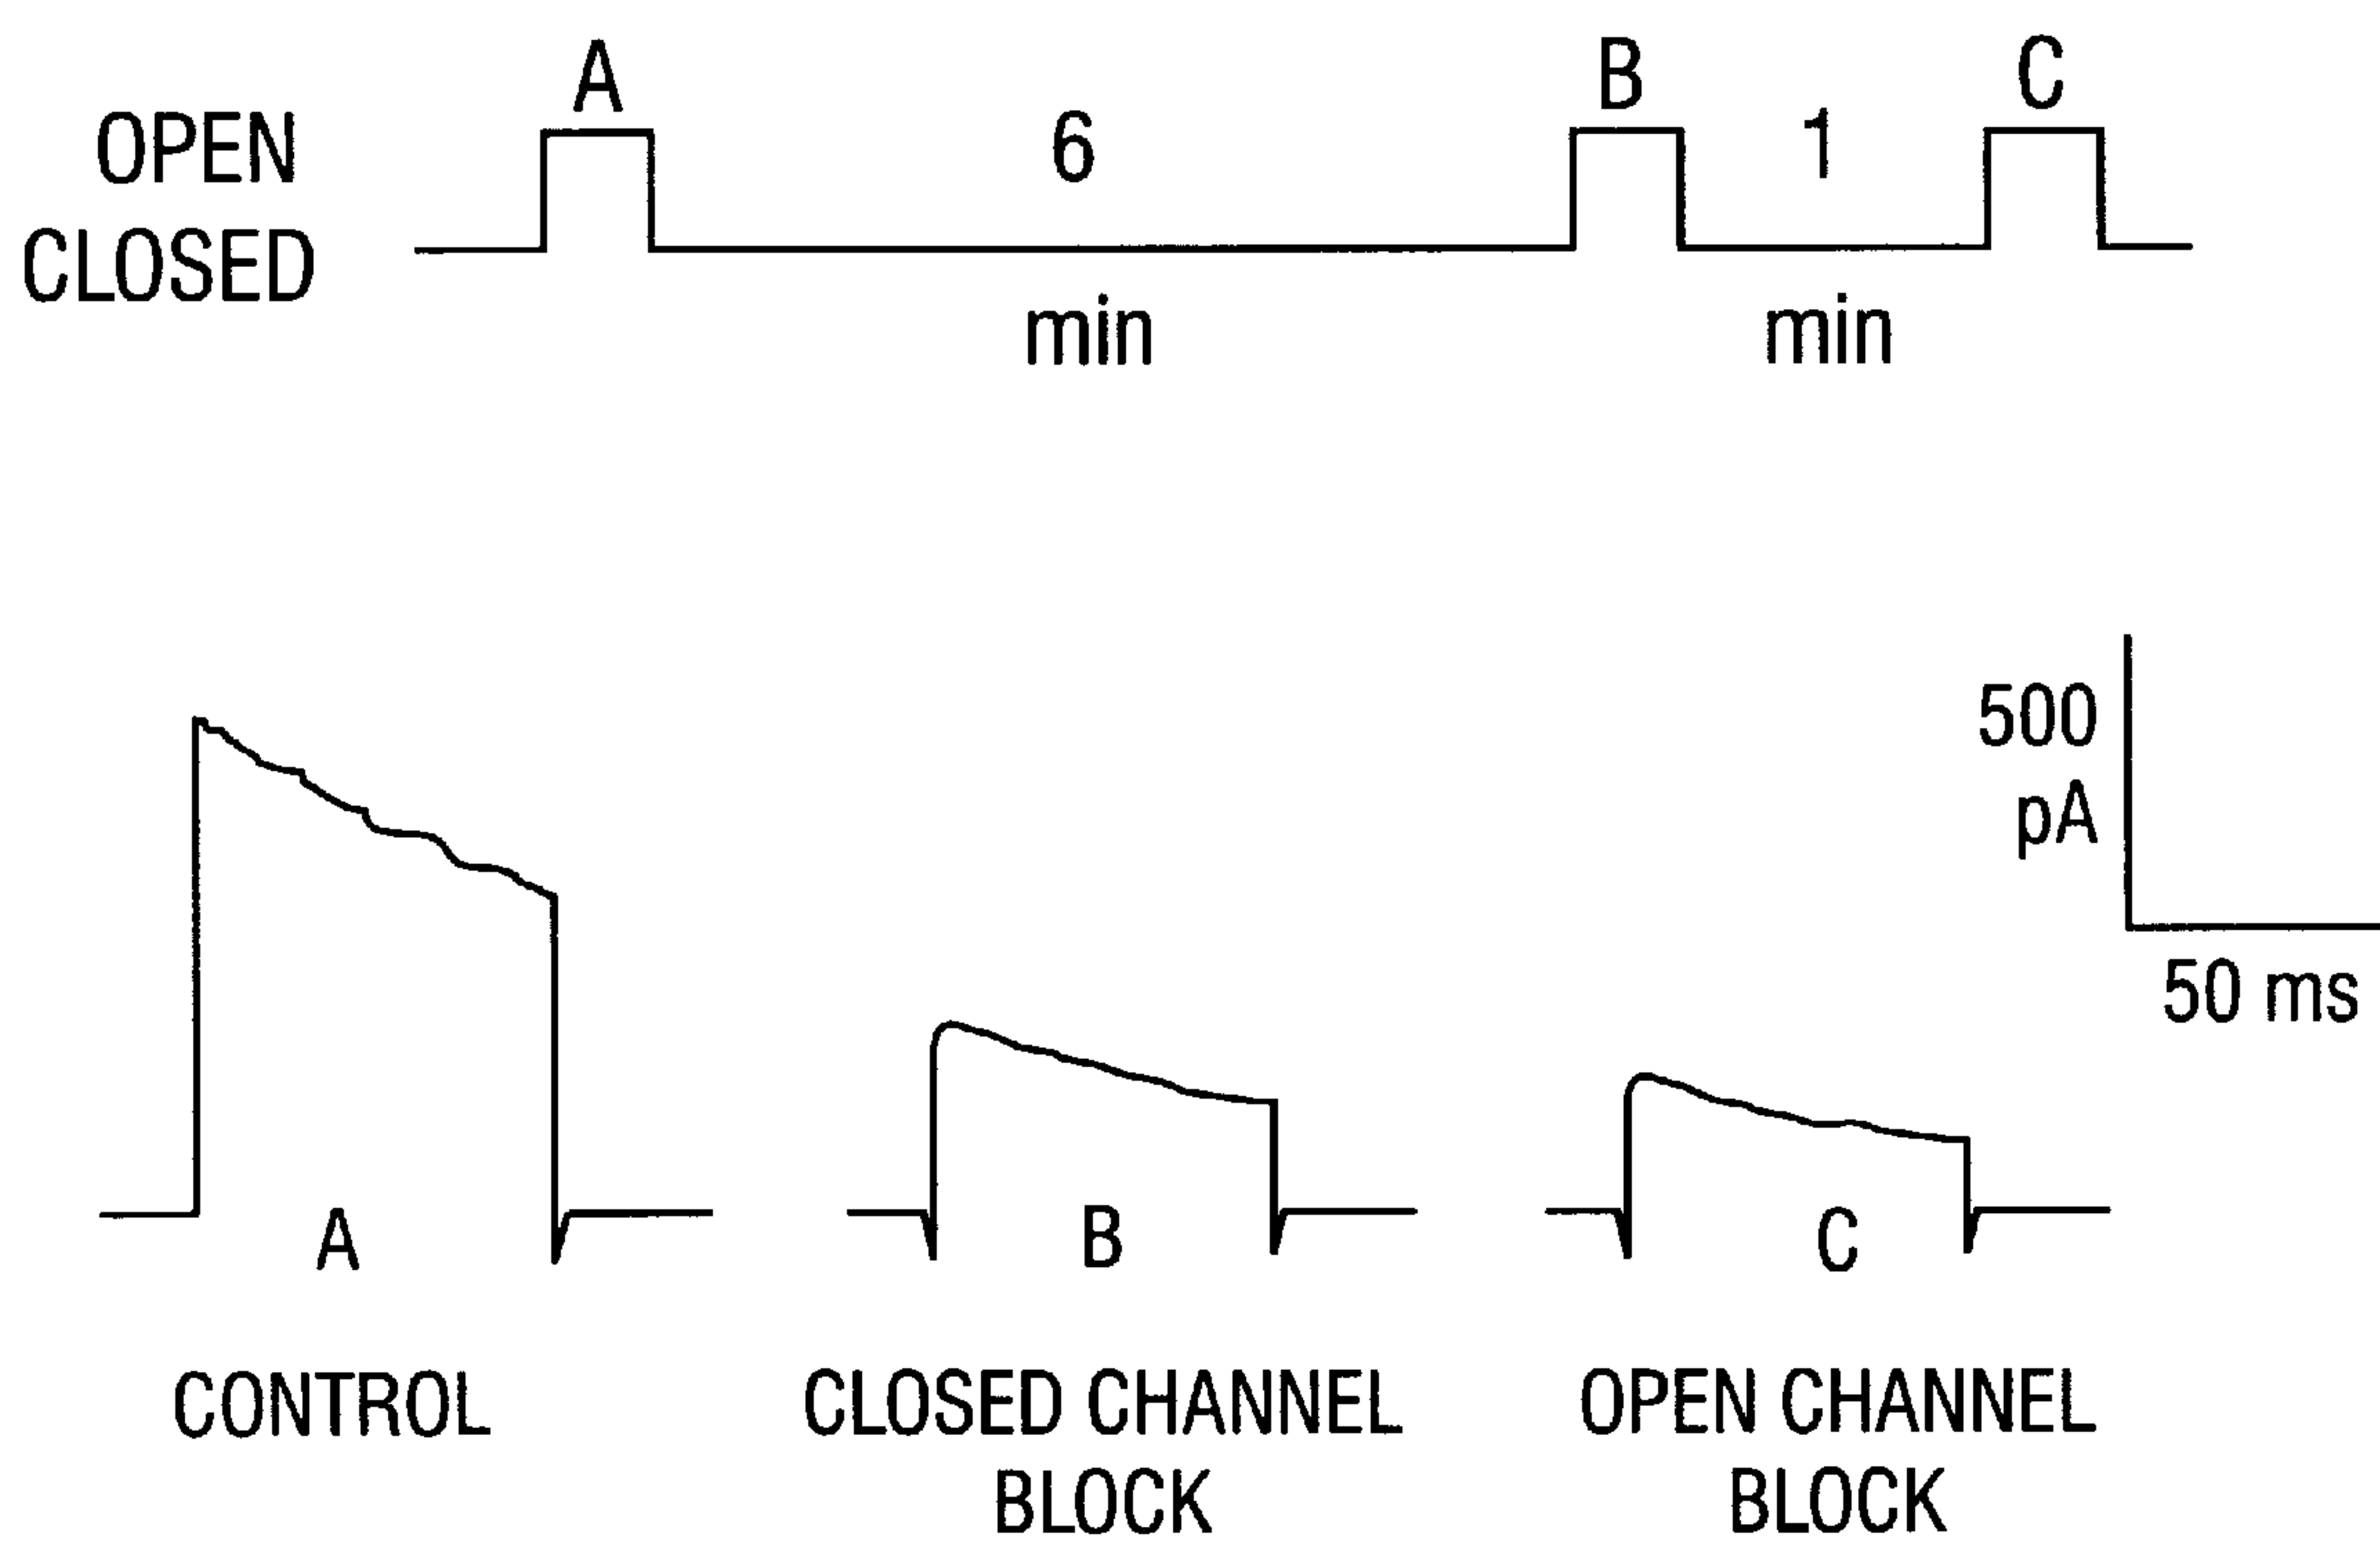 A
B
C
OPEN
6
1
CLOSED
min
min
500
pA
50 ms
A
B
C
CONTROL
CLOSED CHANNEL
BLOCK
OPEN CHANNEL
BLOCK